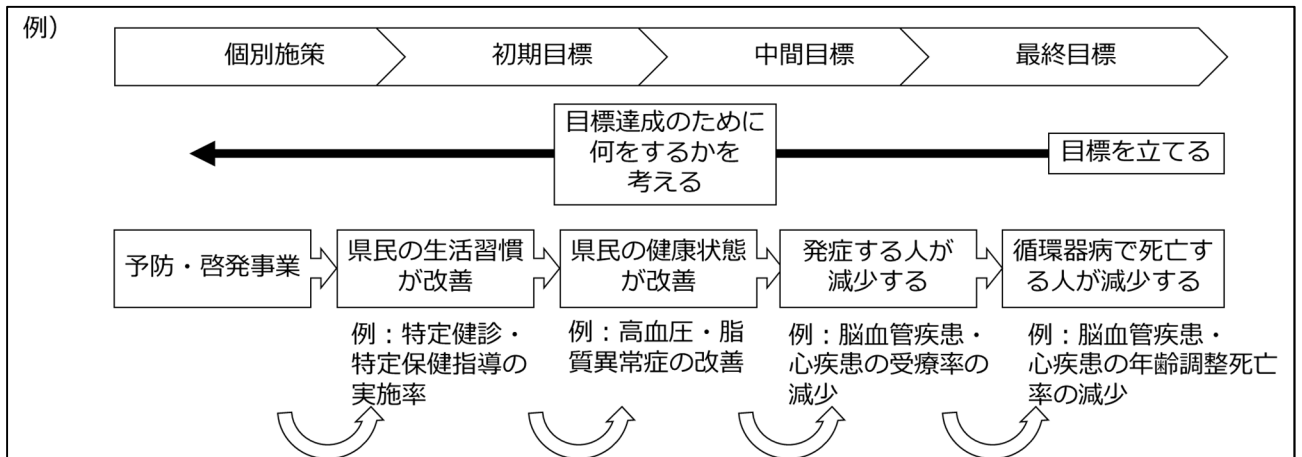 例）
個別施策
初期目標
中間目標
最終目標
目標達成のために
何をするかを
考える
目標を立てる
予防・啓発事業
県民の生活習慣
が改善
県民の健康状態
が改善
発症する人が
減少する
循環器病で死亡す
る人が減少する
例：特定健診・
特定保健指導の
実施率
例：高血圧・脂
質異常症の改善
例：脳血管疾患・
心疾患の受療率の
減少
例：脳血管疾患・
心疾患の年齢調整死亡
率の減少